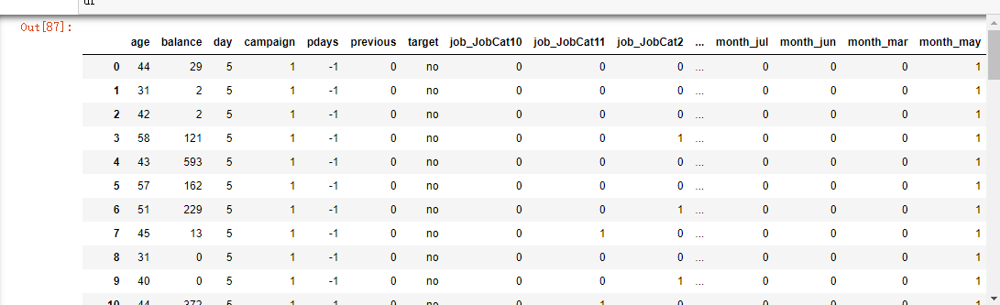 Out[87]:
age balance day campaign pdays previous target job_JobCat10 job_JobCat11 job_JobCat2 ... month_jul month_jun month_mar month_may
0 44 29 5 1 -1 0 no 0 0 0 ... 0 0 0 1
1 31 2 5 1 -1 0 no 0 0 0 ... 0 0 0 1
2 42 2 5 1 -1 0 no 0 0 0 ... 0 0 0 1
3 58 121 5 1 -1 0 no 0 0 1 ... 0 0 0 1
4 43 593 5 1 -1 0 no 0 0 0 ... 0 0 0 1
5 57 162 5 1 -1 0 no 0 0 0 ... 0 0 0 1
6 51 229 5 1 -1 0 no 0 0 1 ... 0 0 0 1
7 45 13 5 1 -1 0 no 0 1 0 ... 0 0 0 1
8 31 0 5 1 -1 0 no 0 0 0 ... 0 0 0 1
9 40 0 5 1 -1 0 no 0 0 1 ... 0 0 0 1
10 44 372 5 1 -1 0 no 0 1 0 ... 0 0 0 1